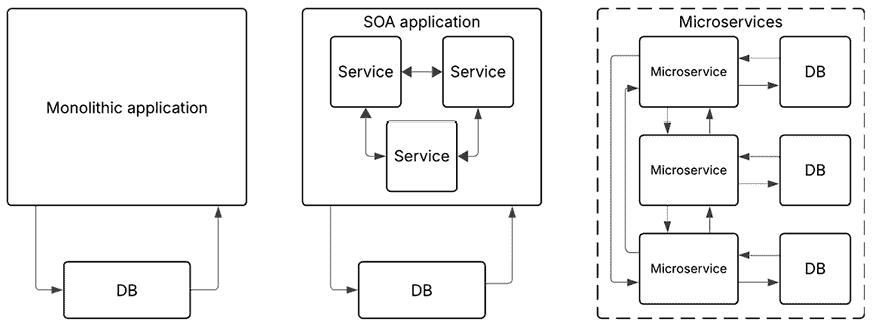 Monolithic application
DB
SOA application
Service
Service
Service
DB
Microservices
Microservice
DB
Microservice
DB
Microservice
DB